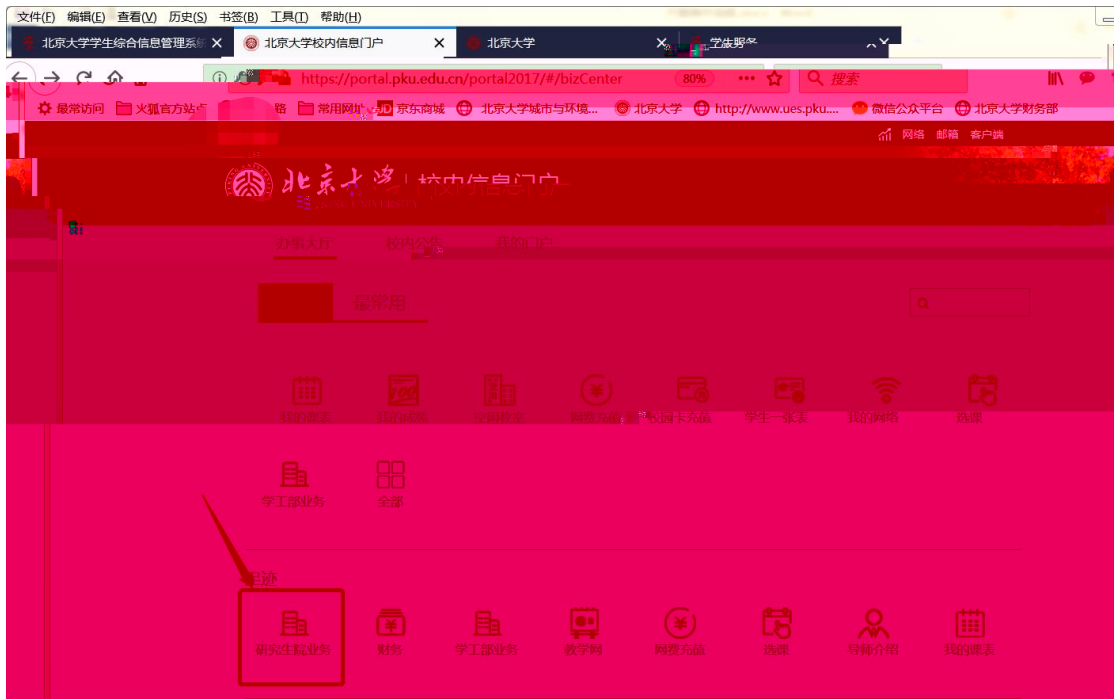 文件(F) 编辑(E) 查看(V) 历史(S) 书签(B) 工具(T) 帮助(H)
北京大学学生综合信息管理系统 × 北京大学校内信息门户 × 北京大学 ×
https://portal.pku.edu.cn/portal2017/#/bizCenter 80% 搜索
最常访问 火狐官方站点 常用网址 JD 京东商城 北京大学城市与环境... 北京大学 http://www.ues.pku.... 微信公众平台 北京大学财务部
网络 邮箱 客户端
北京大学 校内信息门户
办事大厅 校内公告 我的门户
最常用
我的课表 我的成绩 网费充值 校园卡充值 学生一张表 我的网络 选课
学工部业务 全部
足迹
研究生院业务 财务 学工部业务 教学网 网费充值 选课 导师介绍 我的课表